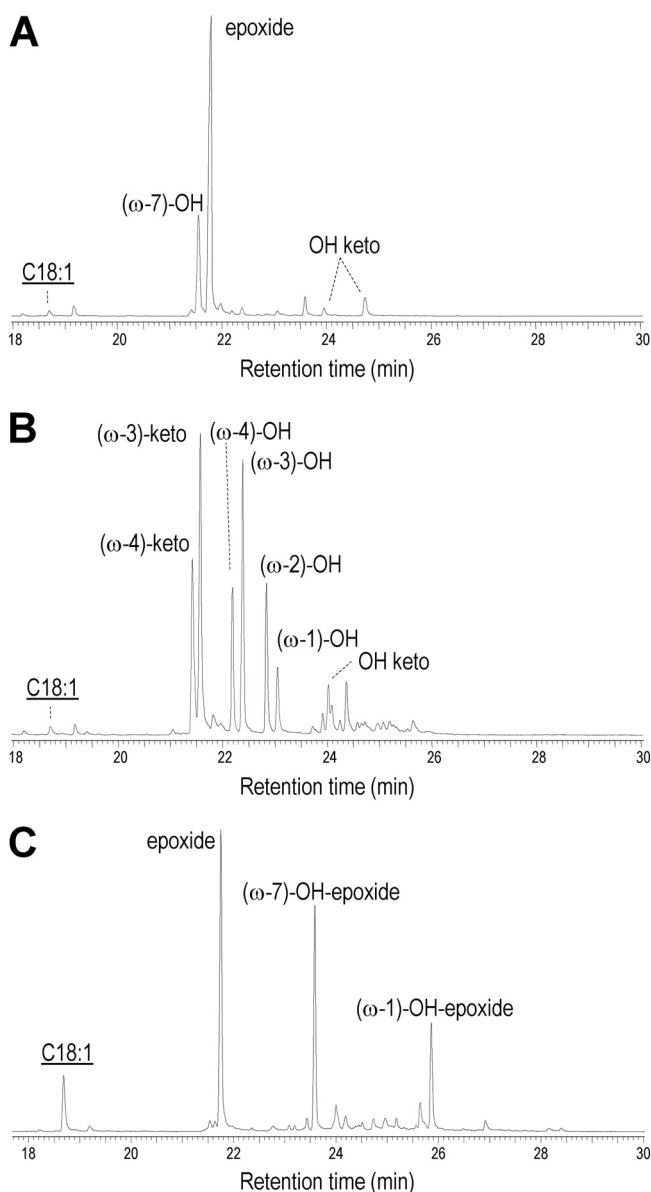 A
epoxide
(ω-7)-OH
OH keto
C18:1
18 20 22 24 26 28 30
Retention time (min)
B
(ω-3)-keto (ω-4)-OH
(ω-3)-OH
(ω-4)-keto
(ω-2)-OH
(ω-1)-OH
OH keto
C18:1
18 20 22 24 26 28 30
Retention time (min)
C
epoxide
(ω-7)-OH-epoxide
(ω-1)-OH-epoxide
C18:1
18 20 22 24 26 28 30
Retention time (min)